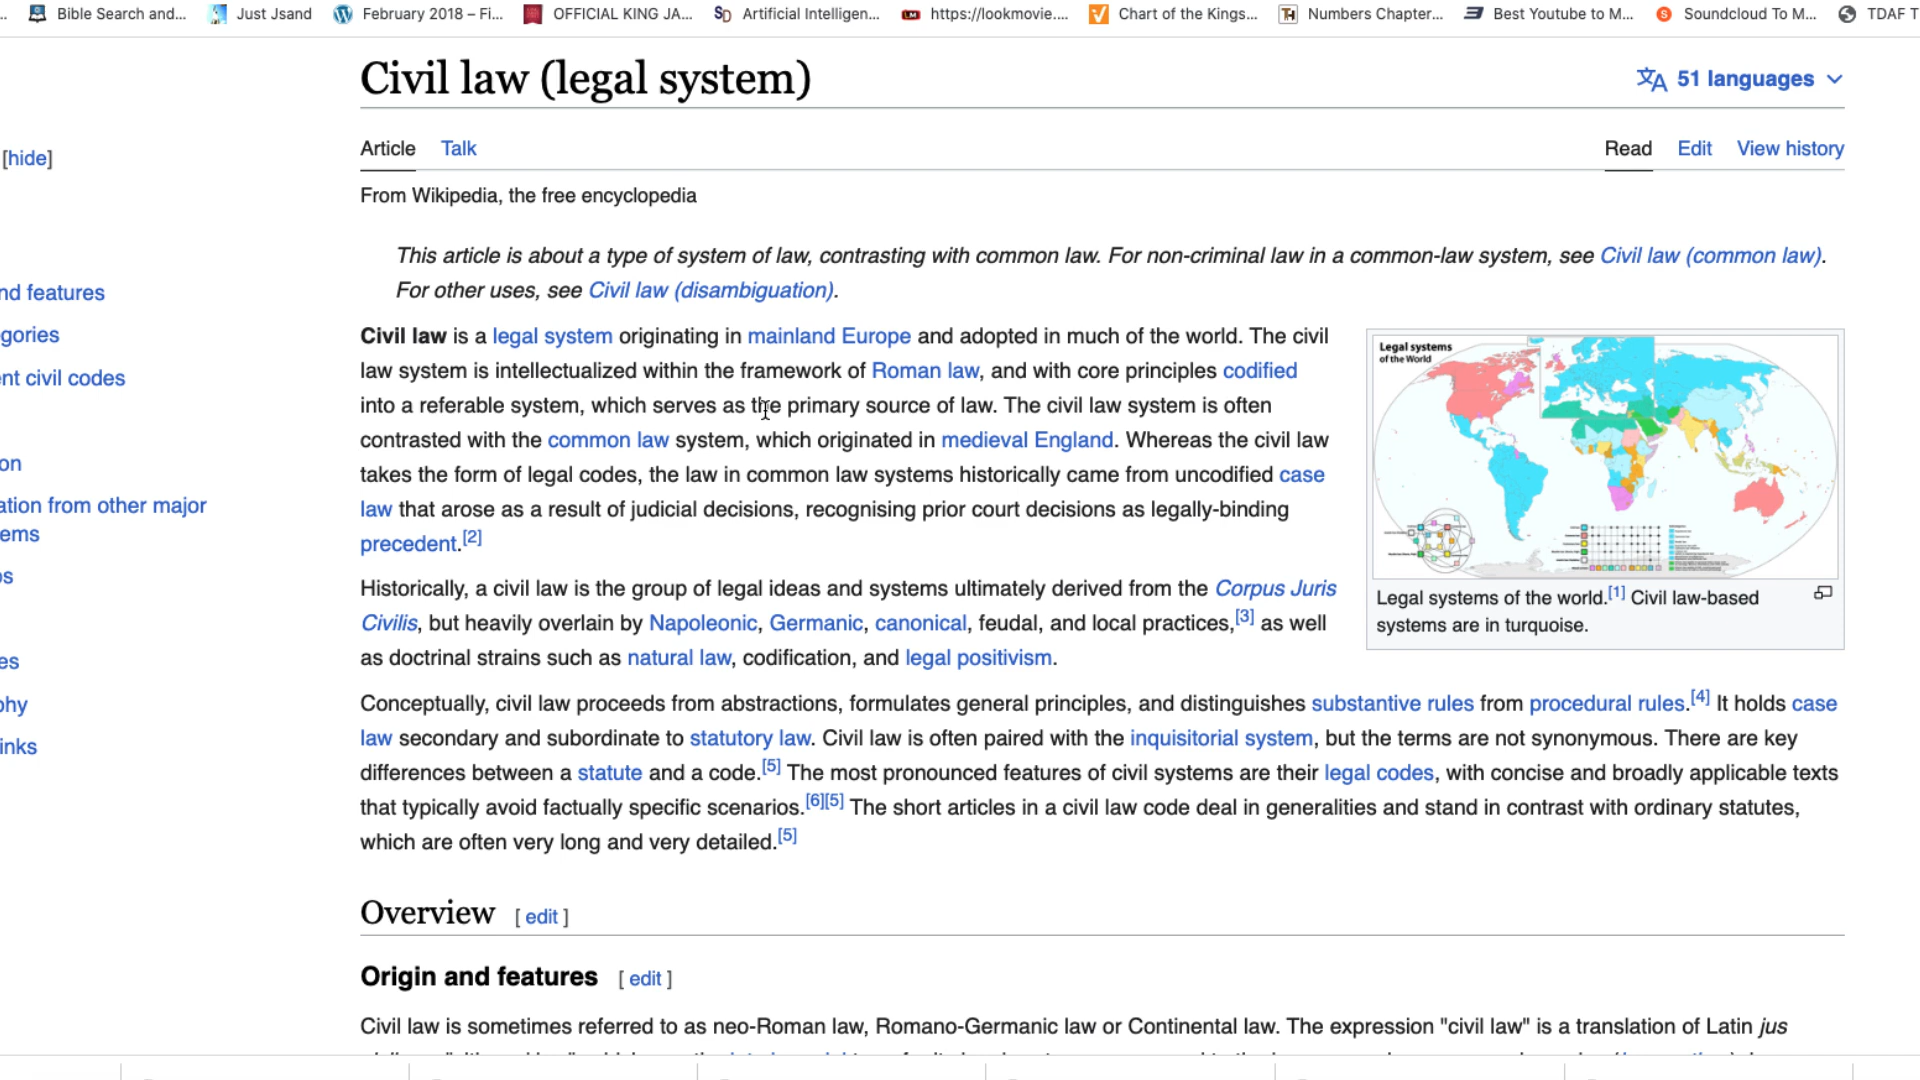 Bible Search and...
Just Jsand
February 2018 – Fi...
OFFICIAL KING JA...
Artificial Intelligen...
https://lookmovie....
Chart of the Kings...
Numbers Chapter...
Best Youtube to M...
Soundcloud To M...
TDAF T
Civil law (legal system)
51 languages
[hide]
Article Talk
Read Edit View history
From Wikipedia, the free encyclopedia
This article is about a type of system of law, contrasting with common law. For non-criminal law in a common-law system, see Civil law (common law).
For other uses, see Civil law (disambiguation).
nd features
gories
nt civil codes
on
ation from other major
ems
s
es
phy
inks
Civil law is a legal system originating in mainland Europe and adopted in much of the world. The civil
law system is intellectualized within the framework of Roman law, and with core principles codified
into a referable system, which serves as the primary source of law. The civil law system is often
contrasted with the common law system, which originated in medieval England. Whereas the civil law
takes the form of legal codes, the law in common law systems historically came from uncodified case
law that arose as a result of judicial decisions, recognising prior court decisions as legally-binding
precedent.[2]
Legal systems
of the World
Legal systems of the world.[1] Civil law-based
systems are in turquoise.
Historically, a civil law is the group of legal ideas and systems ultimately derived from the Corpus Juris
Civilis, but heavily overlain by Napoleonic, Germanic, canonical, feudal, and local practices,[3] as well
as doctrinal strains such as natural law, codification, and legal positivism.
Conceptually, civil law proceeds from abstractions, formulates general principles, and distinguishes substantive rules from procedural rules.[4] It holds case
law secondary and subordinate to statutory law. Civil law is often paired with the inquisitorial system, but the terms are not synonymous. There are key
differences between a statute and a code.[5] The most pronounced features of civil systems are their legal codes, with concise and broadly applicable texts
that typically avoid factually specific scenarios.[6][5] The short articles in a civil law code deal in generalities and stand in contrast with ordinary statutes,
which are often very long and very detailed.[5]
Overview [ edit ]
Origin and features [ edit ]
Civil law is sometimes referred to as neo-Roman law, Romano-Germanic law or Continental law. The expression "civil law" is a translation of Latin jus